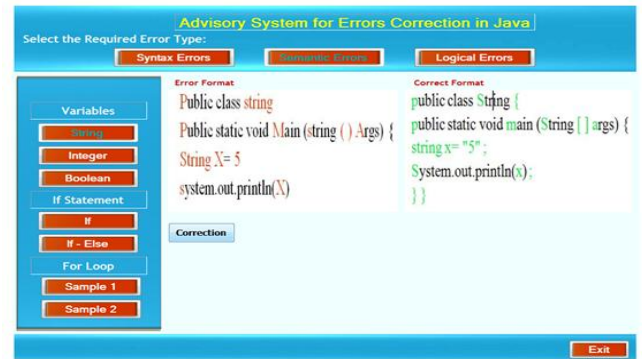 Advisory System for Errors Correction in Java
Select the Required Error Type:
Syntax Errors
Semantic Errors
Logical Errors
Variables
String
Integer
Boolean
If Statement
If
If - Else
For Loop
Sample 1
Sample 2
Error Format
Public class string
Public static void Main (string ( ) Args) {
String X= 5
system.out.println(X)
Correction
Correct Format
public class String {
public static void main (String [ ] args) {
string x= "5" ;
System.out.println(x) ;
} }
Exit